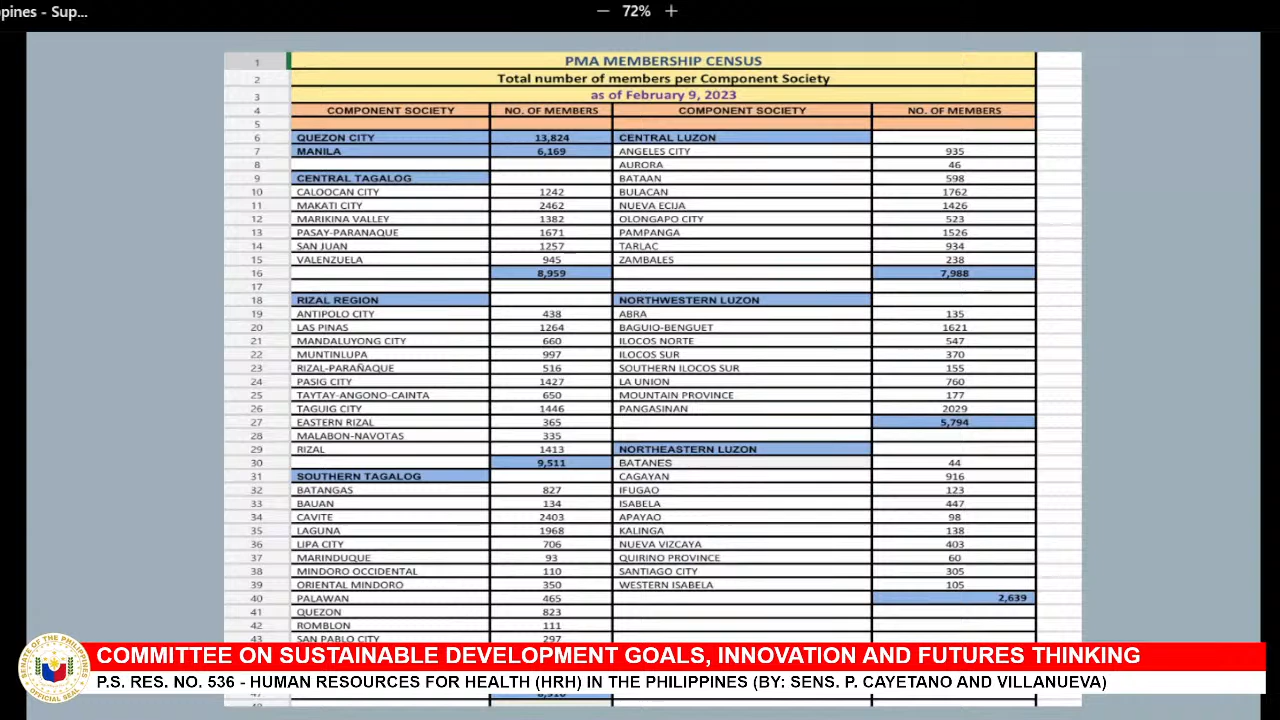 pines - Sup...
− 72% +
1 PMA MEMBERSHIP CENSUS
2 Total number of members per Component Society
3 as of February 9, 2023
4 COMPONENT SOCIETY NO. OF MEMBERS COMPONENT SOCIETY NO. OF MEMBERS
5
6 QUEZON CITY 13,824 CENTRAL LUZON
7 MANILA 6,169 ANGELES CITY 935
8 AURORA 46
9 CENTRAL TAGALOG BATAAN 598
10 CALOOCAN CITY 1242 BULACAN 1762
11 MAKATI CITY 2462 NUEVA ECIJA 1426
12 MARIKINA VALLEY 1382 OLONGAPO CITY 523
13 PASAY-PARANAQUE 1671 PAMPANGA 1526
14 SAN JUAN 1257 TARLAC 934
15 VALENZUELA 945 ZAMBALES 238
16 8,959 7,988
17
18 RIZAL REGION NORTHWESTERN LUZON
19 ANTIPOLO CITY 438 ABRA 135
20 LAS PINAS 1264 BAGUIO-BENGUET 1621
21 MANDALUYONG CITY 660 ILOCOS NORTE 547
22 MUNTINLUPA 997 ILOCOS SUR 370
23 RIZAL-PARAÑAQUE 516 SOUTHERN ILOCOS SUR 155
24 PASIG CITY 1427 LA UNION 760
25 TAYTAY-ANGONO-CAINTA 650 MOUNTAIN PROVINCE 177
26 TAGUIG CITY 1446 PANGASINAN 2029
27 EASTERN RIZAL 365 5,794
28 MALABON-NAVOTAS 335
29 RIZAL 1413 NORTHEASTERN LUZON
30 9,511 BATANES 44
31 SOUTHERN TAGALOG CAGAYAN 916
32 BATANGAS 827 IFUGAO 123
33 BAUAN 134 ISABELA 447
34 CAVITE 2403 APAYAO 98
35 LAGUNA 1968 KALINGA 138
36 LIPA CITY 706 NUEVA VIZCAYA 403
37 MARINDUQUE 93 QUIRINO PROVINCE 60
38 MINDORO OCCIDENTAL 110 SANTIAGO CITY 305
39 ORIENTAL MINDORO 350 WESTERN ISABELA 105
40 PALAWAN 465 2,639
41 QUEZON 823
42 ROMBLON 111
43 SAN PABLO CITY 297
SENATE OF THE PHILIPPINES
OFFICIAL SEAL
COMMITTEE ON SUSTAINABLE DEVELOPMENT GOALS, INNOVATION AND FUTURES THINKING
P.S. RES. NO. 536 - HUMAN RESOURCES FOR HEALTH (HRH) IN THE PHILIPPINES (BY: SENS. P. CAYETANO AND VILLANUEVA)